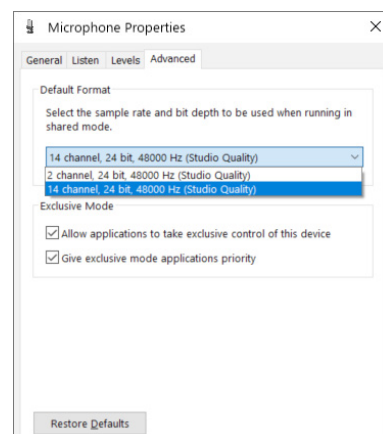 Microphone Properties
General Listen Levels Advanced
Default Format
Select the sample rate and bit depth to be used when running in
shared mode.
14 channel, 24 bit, 48000 Hz (Studio Quality)
2 channel, 24 bit, 48000 Hz (Studio Quality)
14 channel, 24 bit, 48000 Hz (Studio Quality)
Exclusive Mode
Allow applications to take exclusive control of this device
Give exclusive mode applications priority
Restore Defaults